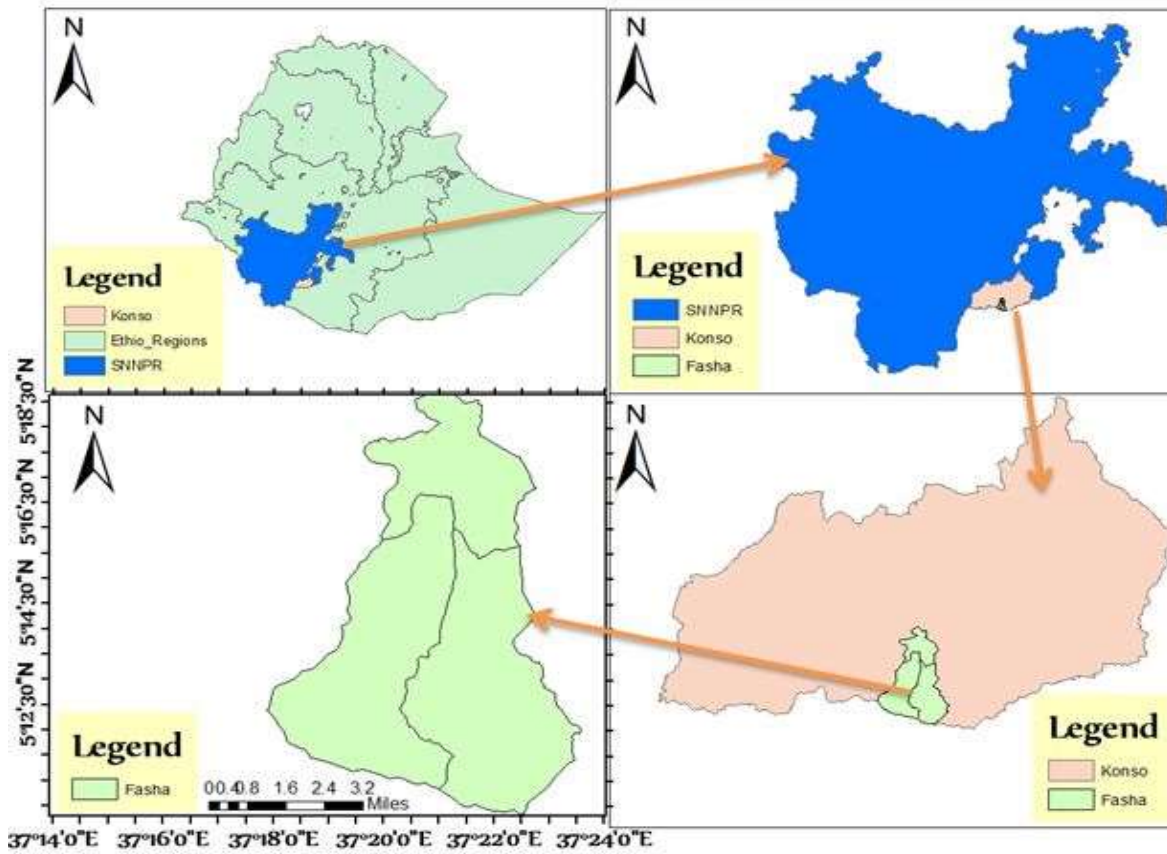 N
Legend
Konso
Ethio_Regions
SNNPR
N
Legend
SNNPR
Konso
Fasha
N
Legend
Fasha
0 0.4 0.8 1.6 2.4 3.2
Miles
5°18'30"N
5°16'30"N
5°14'30"N
5°12'30"N
37°14'0"E 37°16'0"E 37°18'0"E 37°20'0"E 37°22'0"E 37°24'0"E
N
Legend
Konso
Fasha